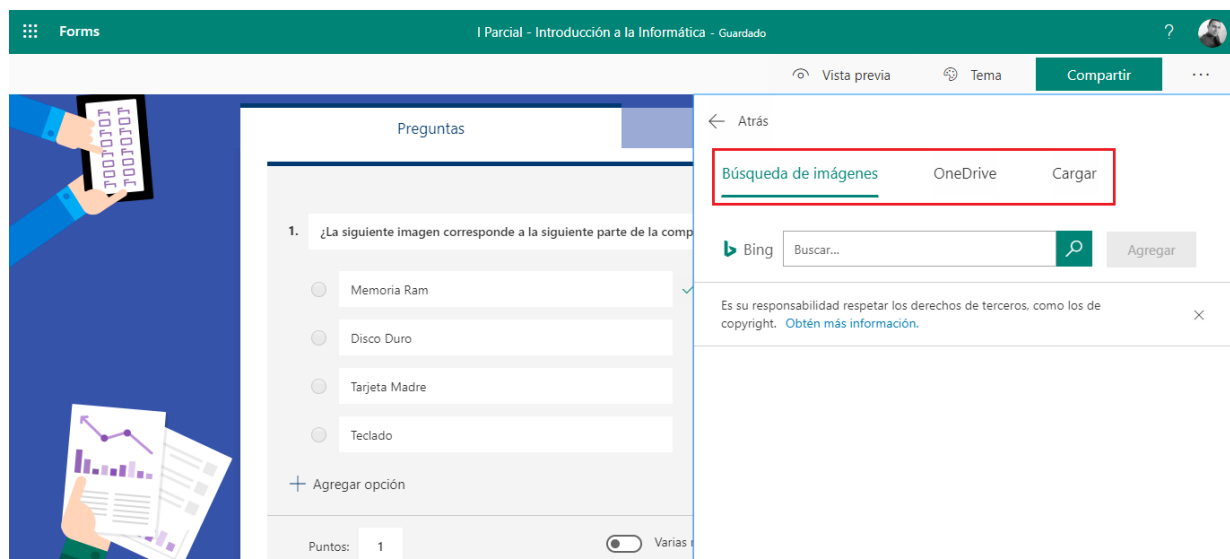 Forms
I Parcial - Introducción a la Informática - Guardado
?
Vista previa
Tema
Compartir
...
Preguntas
1. ¿La siguiente imagen corresponde a la siguiente parte de la comp
Memoria Ram
Disco Duro
Tarjeta Madre
Teclado
+ Agregar opción
Puntos: 1
Varias
← Atrás
Búsqueda de imágenes
OneDrive
Cargar
Bing
Buscar...
Agregar
Es su responsabilidad respetar los derechos de terceros, como los de
copyright. Obtén más información.